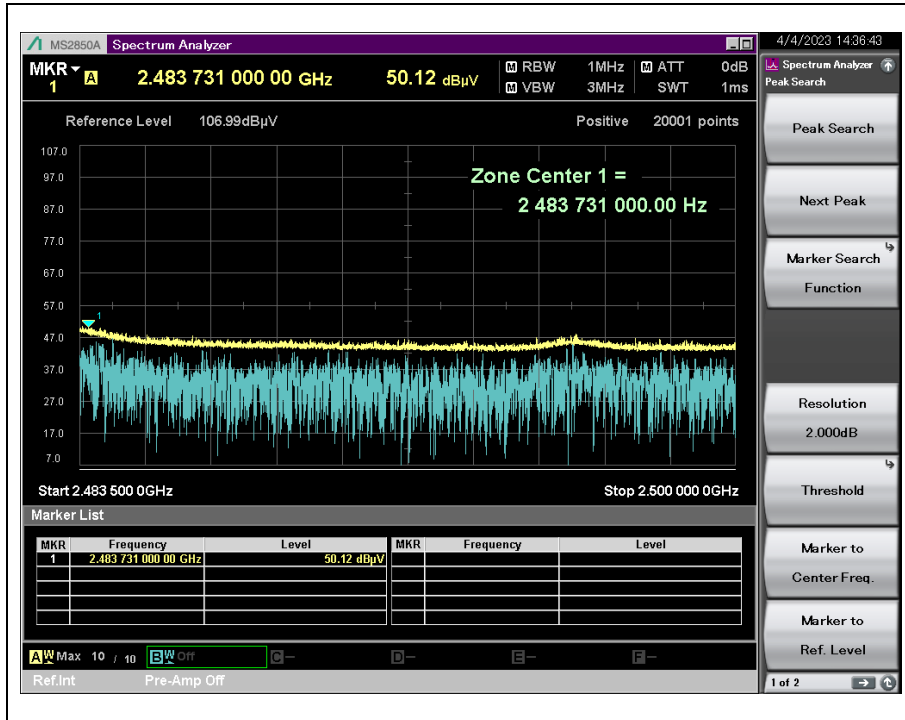 MS2850A Spectrum Analyzer
4/4/2023 14:36:43
MKR 1 A 2.483 731 000 00 GHz 50.12 dBµV
M RBW 1MHz M ATT 0dB
M VBW 3MHz SWT 1ms
Spectrum Analyzer
Peak Search
Reference Level 106.99dBµV Positive 20001 points
107.0
97.0
87.0
77.0
67.0
57.0
47.0
37.0
27.0
17.0
7.0
Zone Center 1 =
2 483 731 000.00 Hz
1
Start 2.483 500 0GHz Stop 2.500 000 0GHz
Marker List
MKR Frequency Level MKR Frequency Level
1 2.483 731 000 00 GHz 50.12 dBµV
A W Max 10 / 10 B W Off C – D – E – F –
Ref.Int Pre-Amp Off
Peak Search
Next Peak
Marker Search
Function
Resolution
2.000dB
Threshold
Marker to
Center Freq.
Marker to
Ref. Level
1 of 2